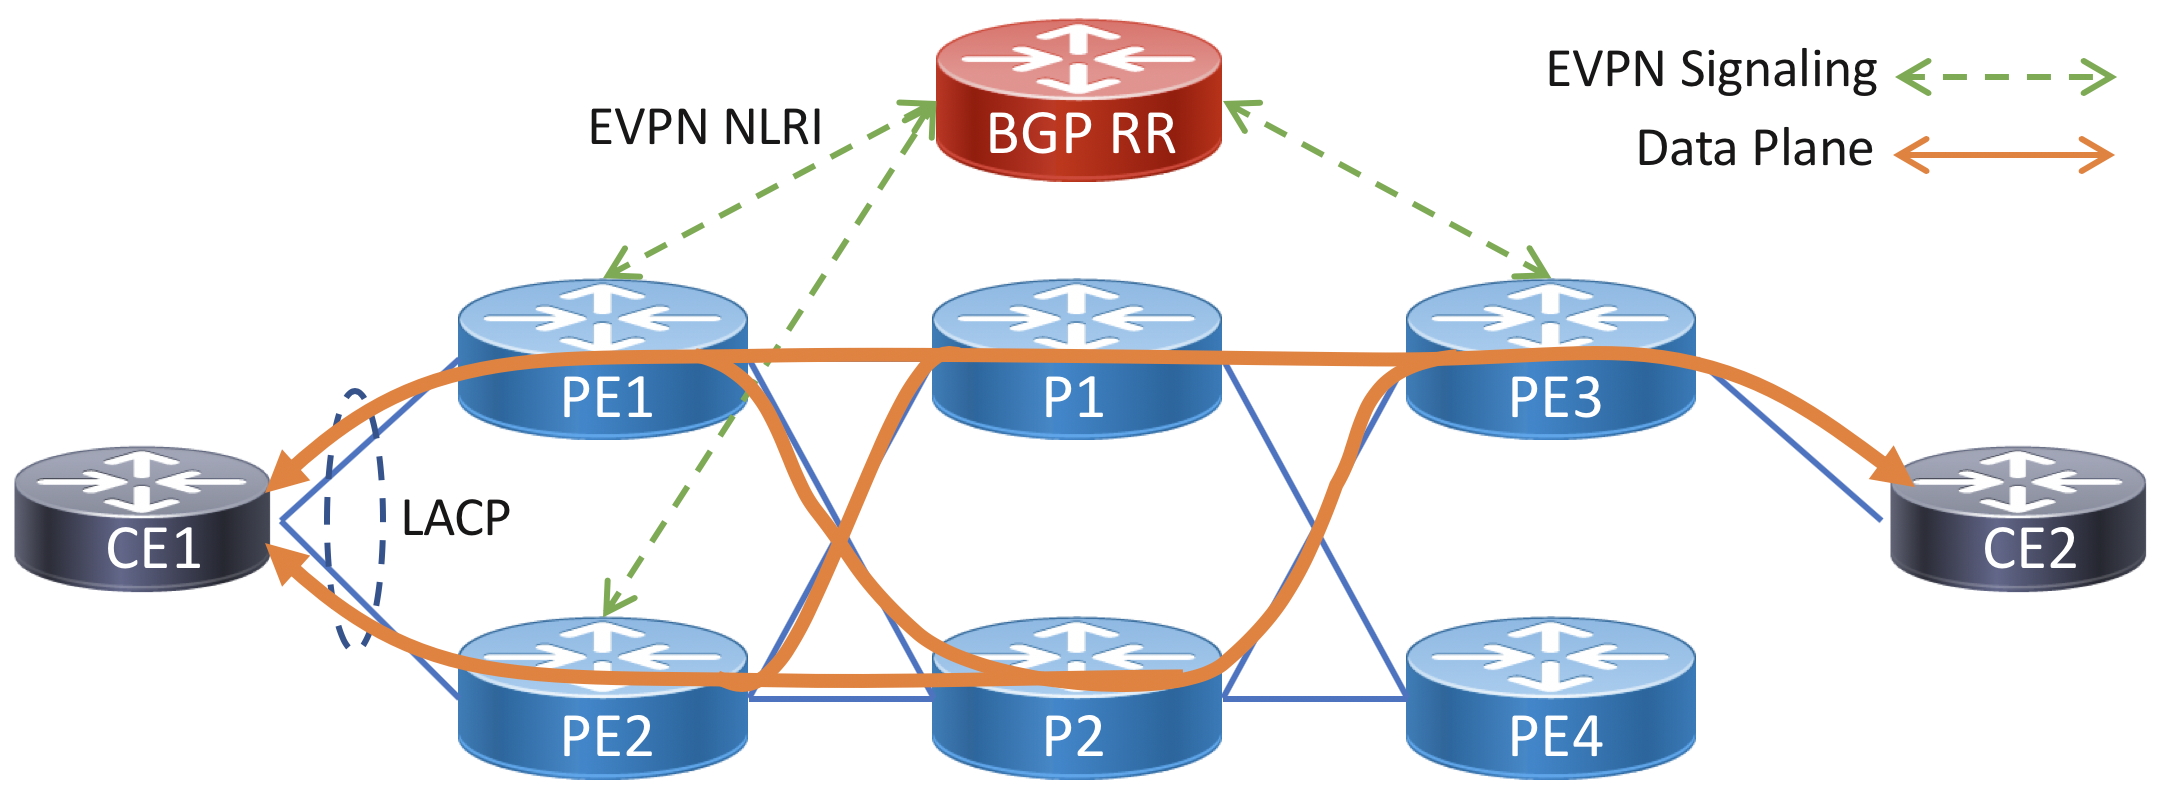 EVPN Signaling
EVPN NLRI
BGP RR
Data Plane
PE1
P1
PE3
LACP
CE1
CE2
PE2
P2
PE4